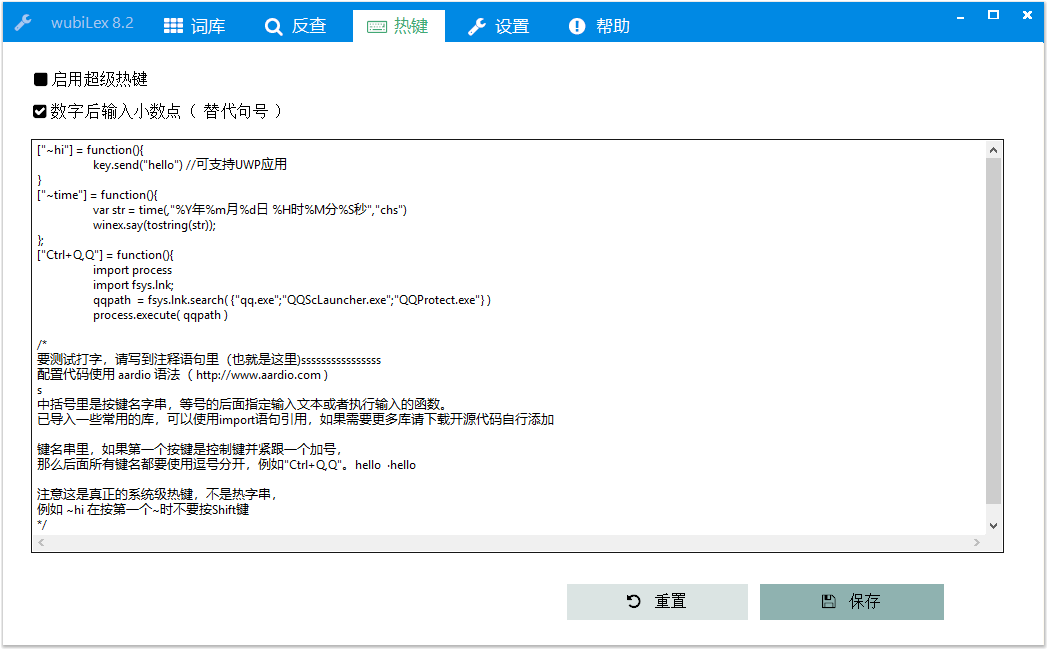 wubiLex 8.2
词库
反查
热键
设置
帮助
启用超级热键
数字后输入小数点（ 替代句号 ）
["~hi"] = function(){
key.send("hello") //可支持UWP应用
}
["~time"] = function(){
var str = time(,"%Y年%m月%d日 %H时%M分%S秒","chs")
winex.say(tostring(str));
};
["Ctrl+Q,Q"] = function(){
import process
import fsys.lnk;
qqpath  = fsys.lnk.search( {"qq.exe";"QQScLauncher.exe";"QQProtect.exe"} )
process.execute( qqpath )
/*
要测试打字，请写到注释语句里（也就是这里)ssssssssssssssss
配置代码使用 aardio 语法（ http://www.aardio.com ）
s
中括号里是按键名字串，等号的后面指定输入文本或者执行输入的函数。
已导入一些常用的库，可以使用import语句引用，如果需要更多库请下载开源代码自行添加
键名串里，如果第一个按键是控制键并紧跟一个加号，
那么后面所有键名都要使用逗号分开，例如"Ctrl+Q,Q"。hello  ·hello
注意这是真正的系统级热键，不是热字串，
例如 ~hi 在按第一个~时不要按Shift键
*/
重置
保存